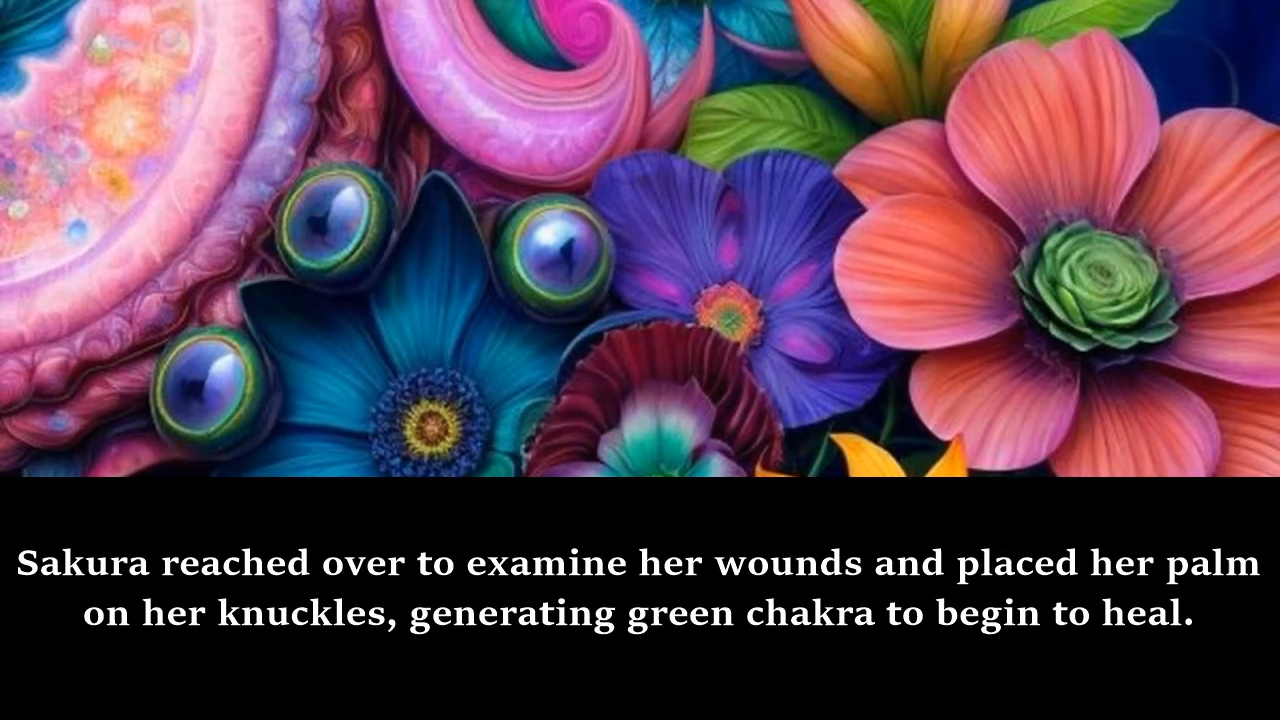 Sakura reached over to examine her wounds and placed her palm
on her knuckles, generating green chakra to begin to heal.